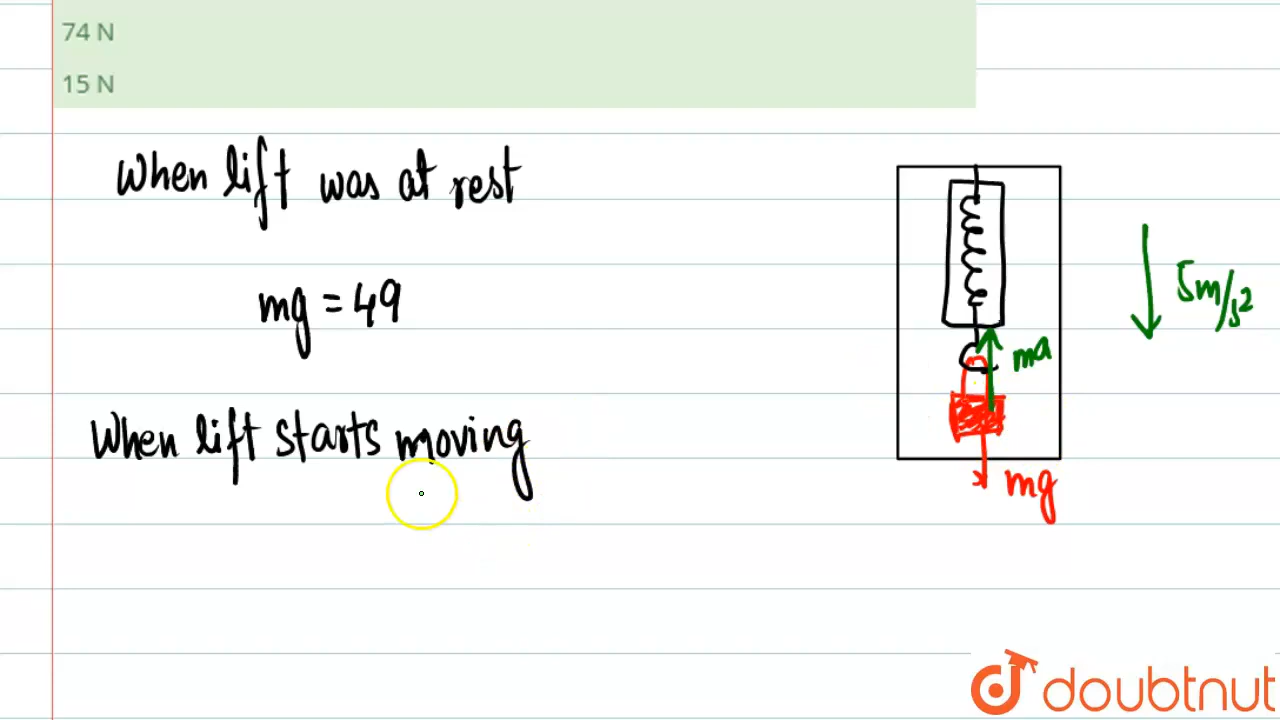 74 N
15 N
When lift was at rest
mg = 49
When lift starts moving
5m/s²
ma
mg
doubtnut